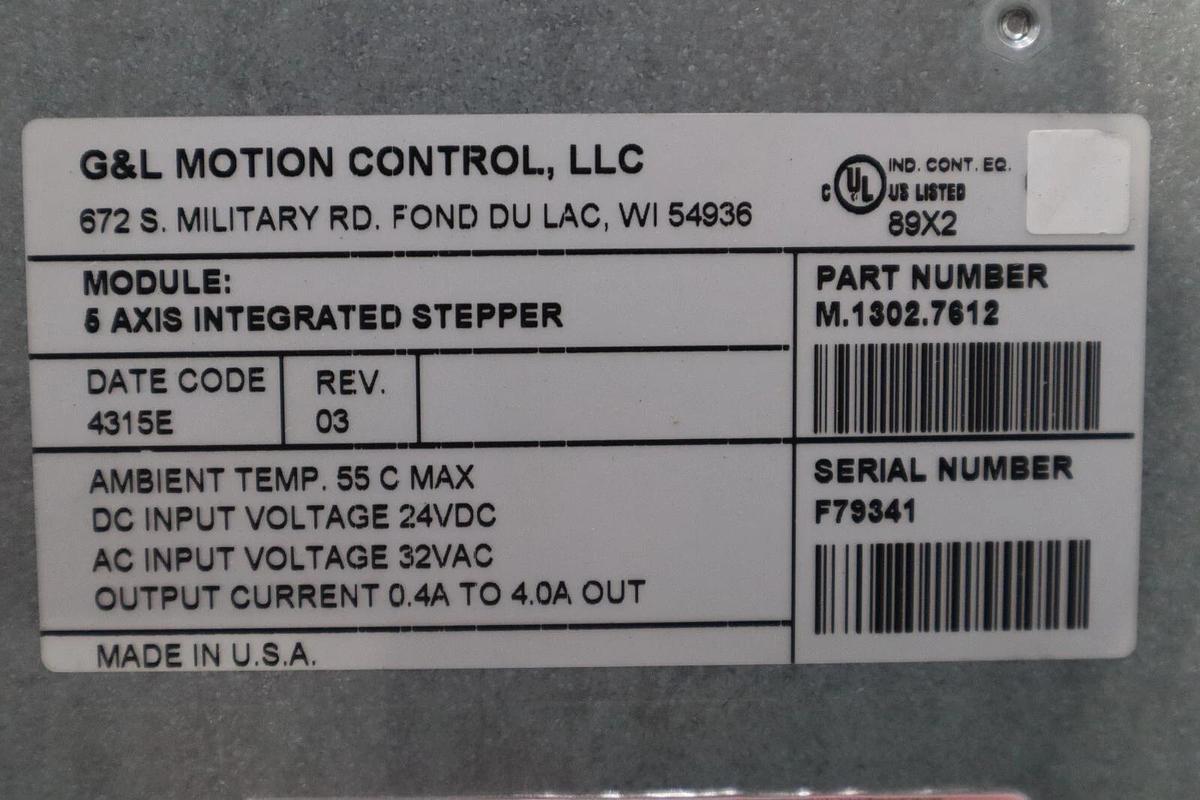 G&L MOTION CONTROL, LLC
672 S. MILITARY RD. FOND DU LAC, WI 54936
C UL US LISTED
IND. CONT. EQ.
89X2
MODULE:
5 AXIS INTEGRATED STEPPER
PART NUMBER
M.1302.7612
DATE CODE
4315E
REV.
03
AMBIENT TEMP. 55 C MAX
DC INPUT VOLTAGE 24VDC
AC INPUT VOLTAGE 32VAC
OUTPUT CURRENT 0.4A TO 4.0A OUT
SERIAL NUMBER
F79341
MADE IN U.S.A.